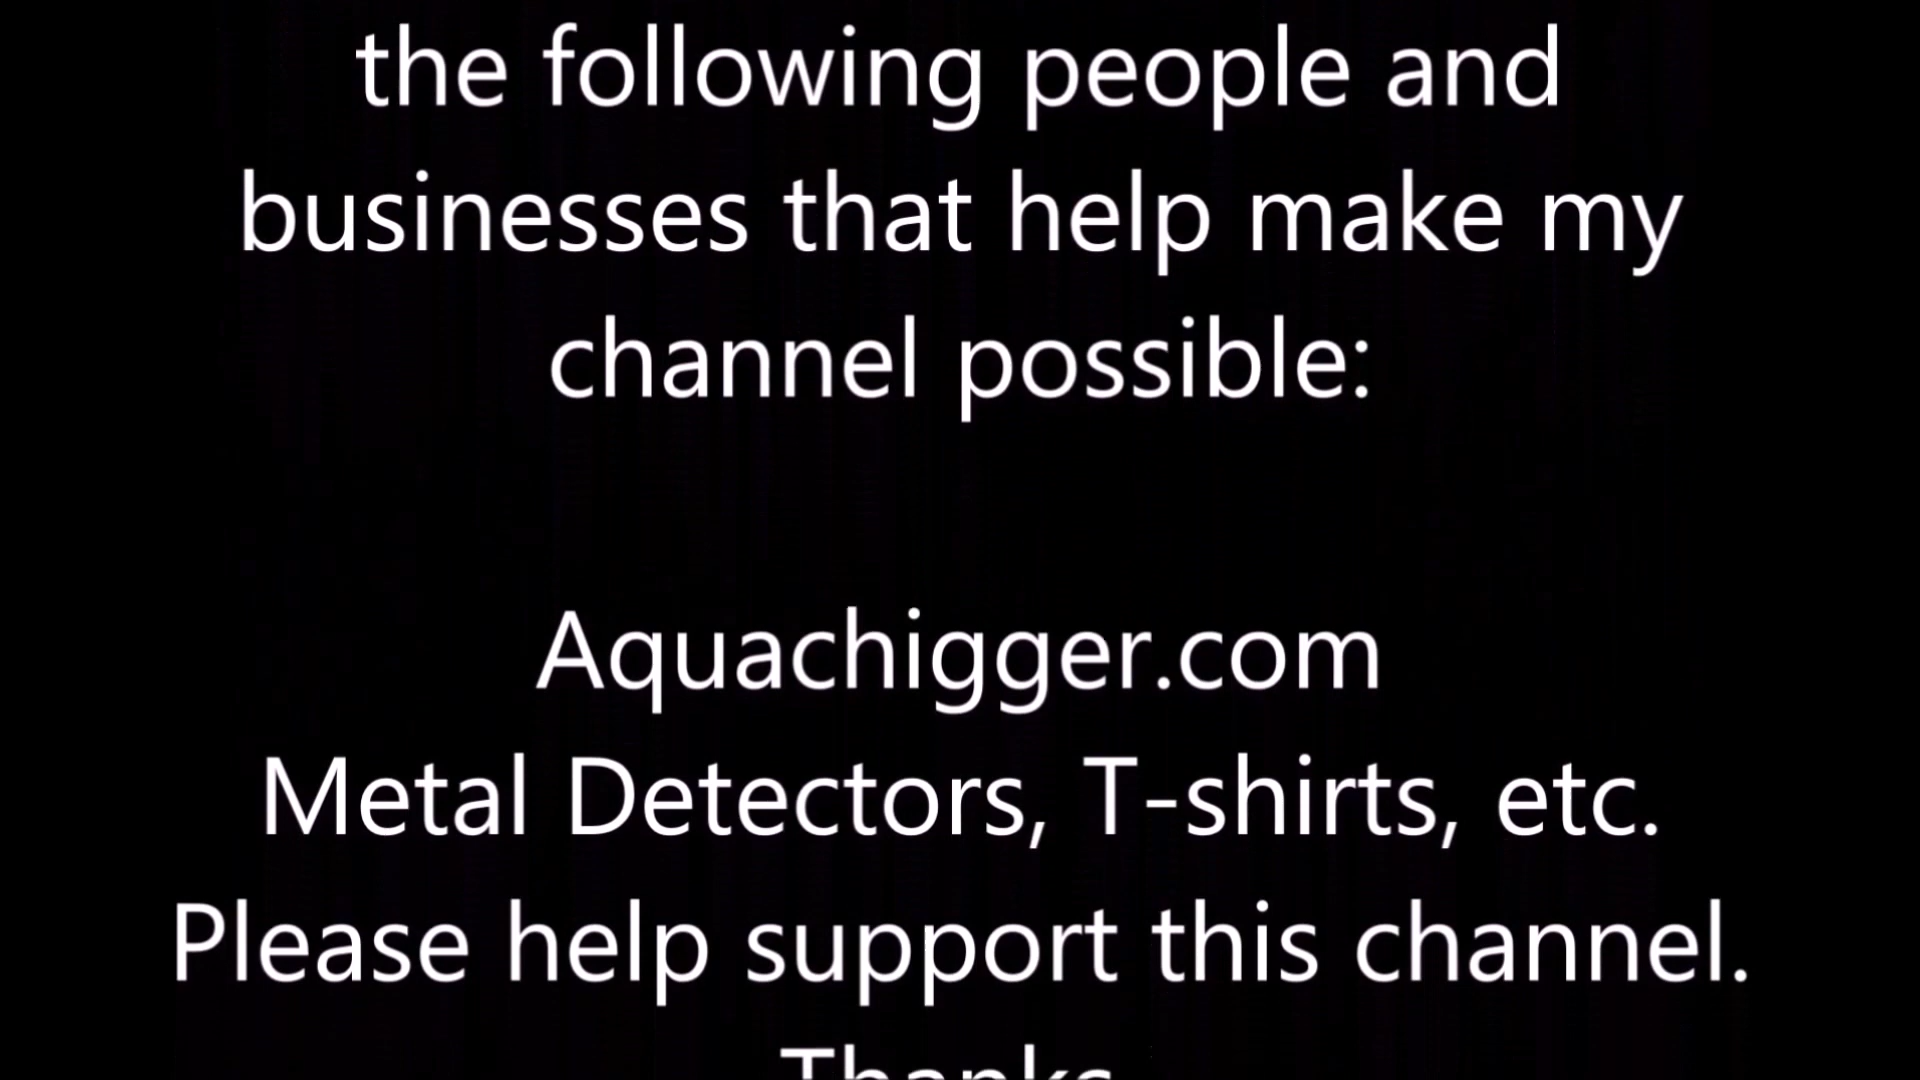 the following people and
businesses that help make my
channel possible:
Aquachigger.com
Metal Detectors, T-shirts, etc.
Please help support this channel.
Thanks